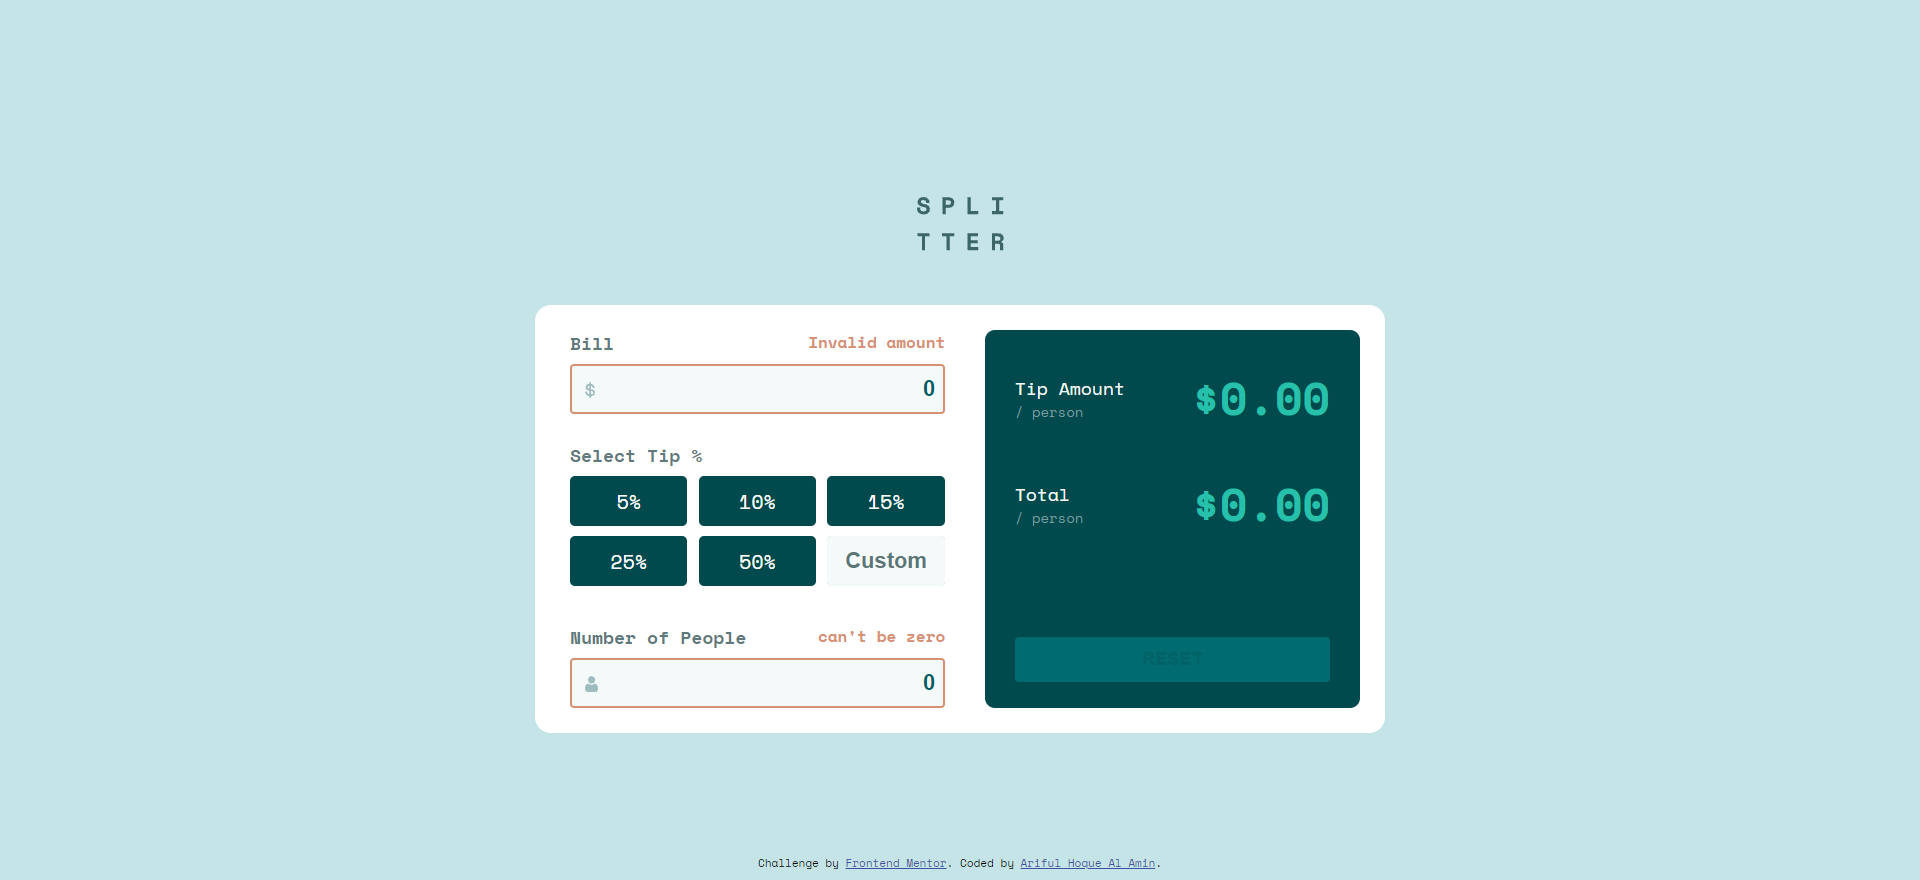 SPLI
TTER
Bill
Invalid amount
$
0
Select Tip %
5%
10%
15%
25%
50%
Custom
Number of People
can't be zero
0
Tip Amount
/ person
$0.00
Total
/ person
$0.00
RESET
Challenge by Frontend Mentor. Coded by Ariful Hoque Al Amin.